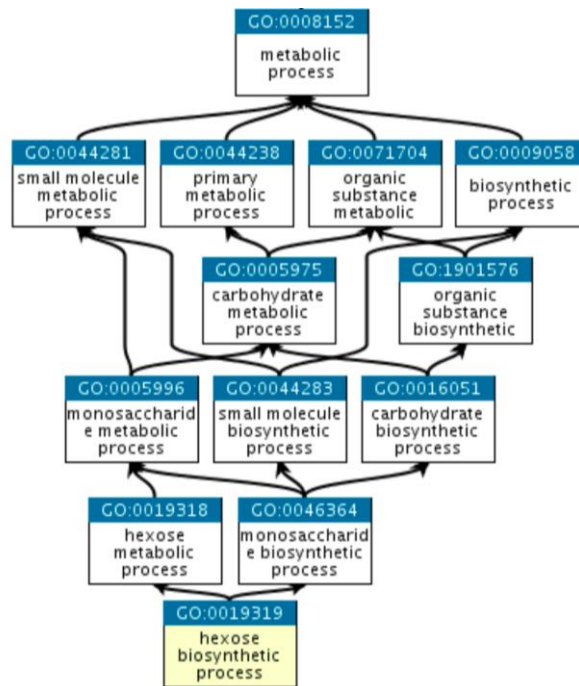 GO:0008152
metabolic
process
GO:0044281
small molecule
metabolic
process
GO:0044238
primary
metabolic
process
GO:0071704
organic
substance
metabolic
GO:0009058
biosynthetic
process
GO:0005975
carbohydrate
metabolic
process
GO:1901576
organic
substance
biosynthetic
GO:0005996
monosaccharid
e metabolic
process
GO:0044283
small molecule
biosynthetic
process
GO:0016051
carbohydrate
biosynthetic
process
GO:0019318
hexose
metabolic
process
GO:0046364
monosaccharid
e biosynthetic
process
GO:0019319
hexose
biosynthetic
process